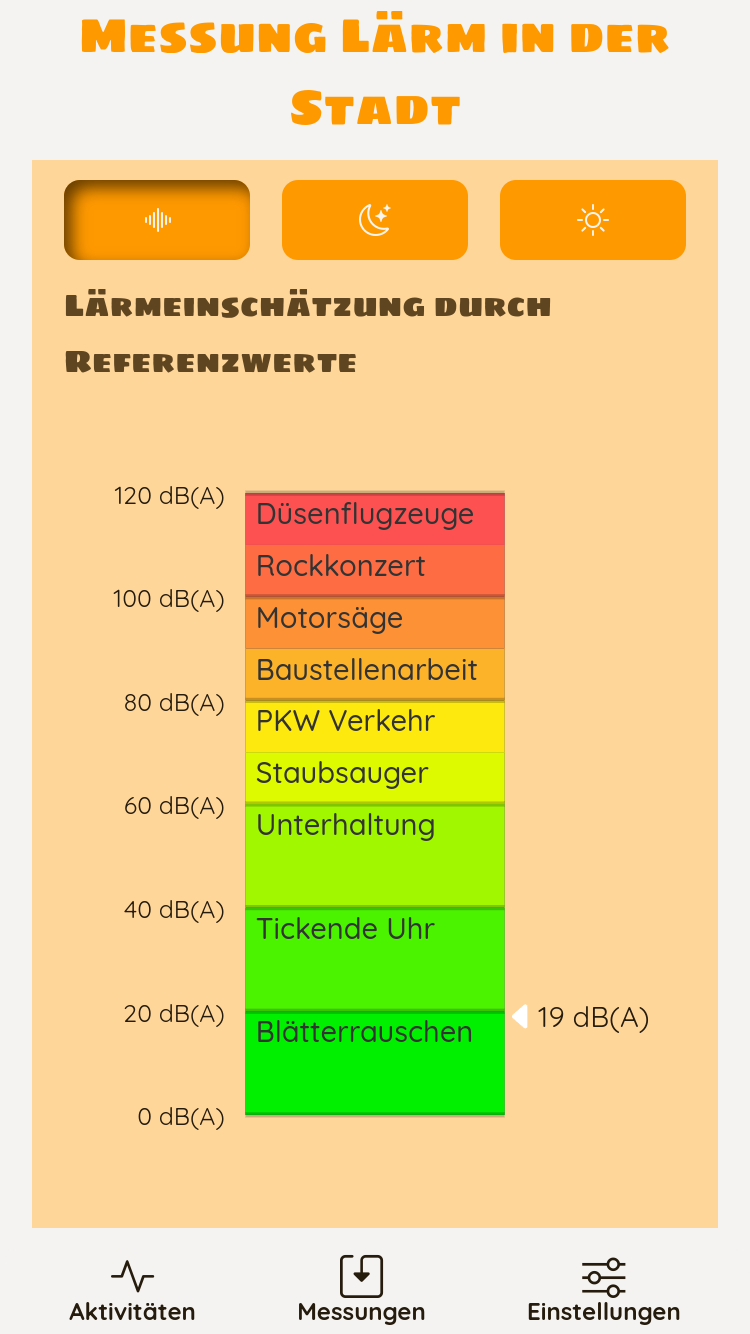 Messung Lärm in der
Stadt
Lärmeinschätzung durch
Referenzwerte
120 dB(A)
Düsenflugzeuge
Rockkonzert
100 dB(A)
Motorsäge
Baustellenarbeit
80 dB(A)
PKW Verkehr
Staubsauger
60 dB(A)
Unterhaltung
40 dB(A)
Tickende Uhr
20 dB(A)
19 dB(A)
Blätterrauschen
0 dB(A)
Aktivitäten
Messungen
Einstellungen